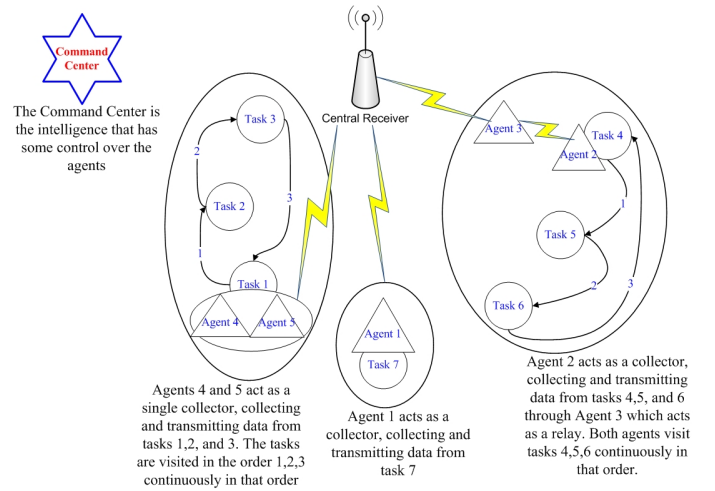 Command
Center
The Command Center is
the intelligence that has
some control over the
agents
Central Receiver
Task 3
2
3
Task 2
1
Task 1
Agent 4
Agent 5
Agents 4 and 5 act as a
single collector, collecting
and transmitting data from
tasks 1,2, and 3. The tasks
are visited in the order 1,2,3
continuously in that order
Agent 1
Task 7
Agent 1 acts as a
collector, collecting and
transmitting data from
task 7
Agent 3
Agent 2
Task 4
1
Task 5
2
3
Task 6
Agent 2 acts as a collector,
collecting and transmitting
data from tasks 4,5, and 6
through Agent 3 which acts
as a relay. Both agents visit
tasks 4,5,6 continuously in
that order.